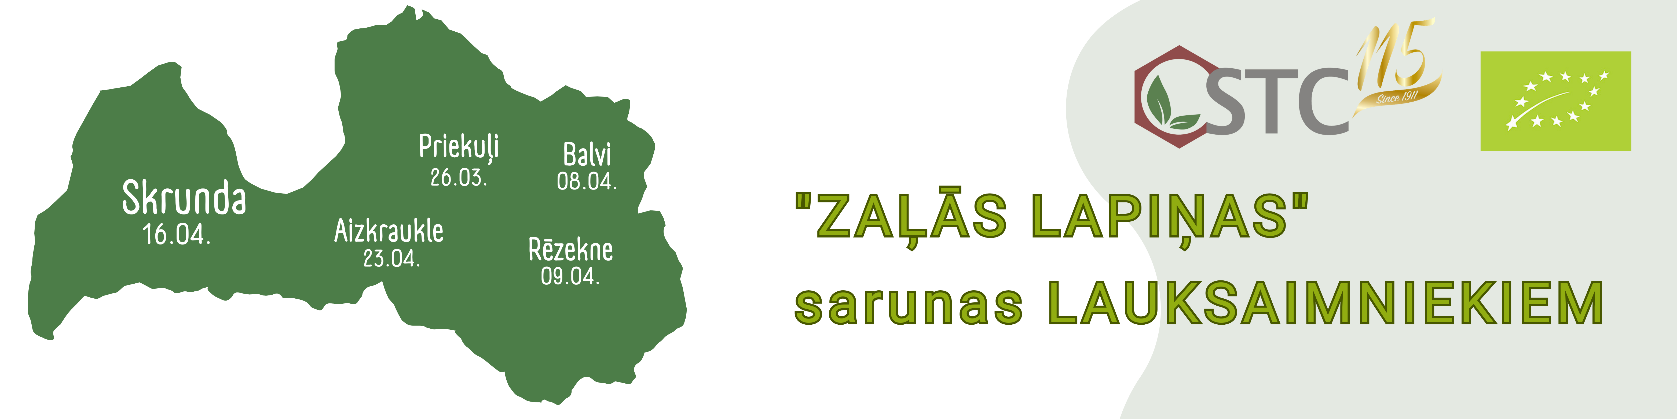 Priekuļi
26.03.
Balvi
08.04.
Skrunda
16.04.
Aizkraukle
23.04.
Rēzekne
09.04.
STC
115
Since 1911
"ZAĻĀS LAPIŅAS"
sarunas LAUKSAIMNIEKIEM